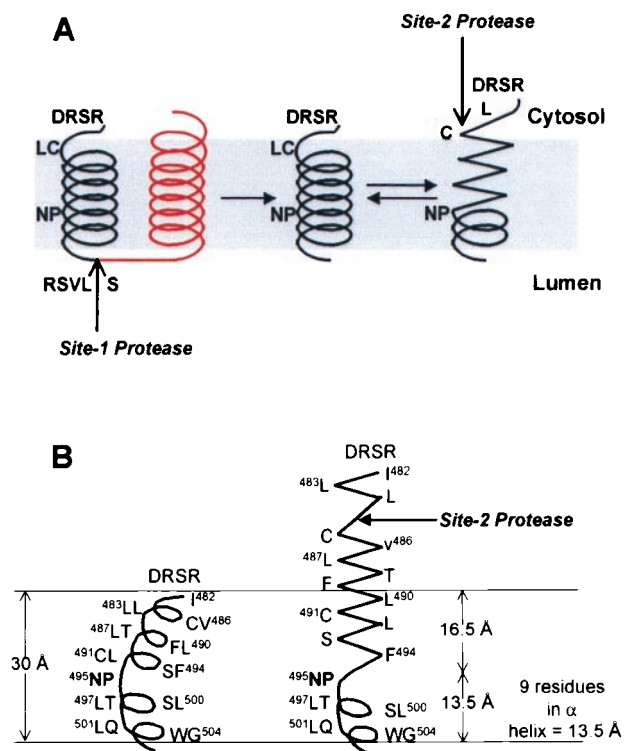 A
Site-2 Protease
DRSR
DRSR
DRSR
L
Cytosol
LC
LC
C
NP
NP
NP
RSVL S
Lumen
Site-1 Protease
B
DRSR
483L I482
L
Site-2 Protease
C
V486
DRSR
487L
T
F
I482
483LL
CV486
L490
487LT
FL490
491C
L
16.5 Å
491CL
SF494
S
F494
30 Å
495NP
495NP
497LT
SL500
497LT
SL500
13.5 Å
9 residues
in α
helix = 13.5 Å
501LQ
WG504
501LQ
WG504